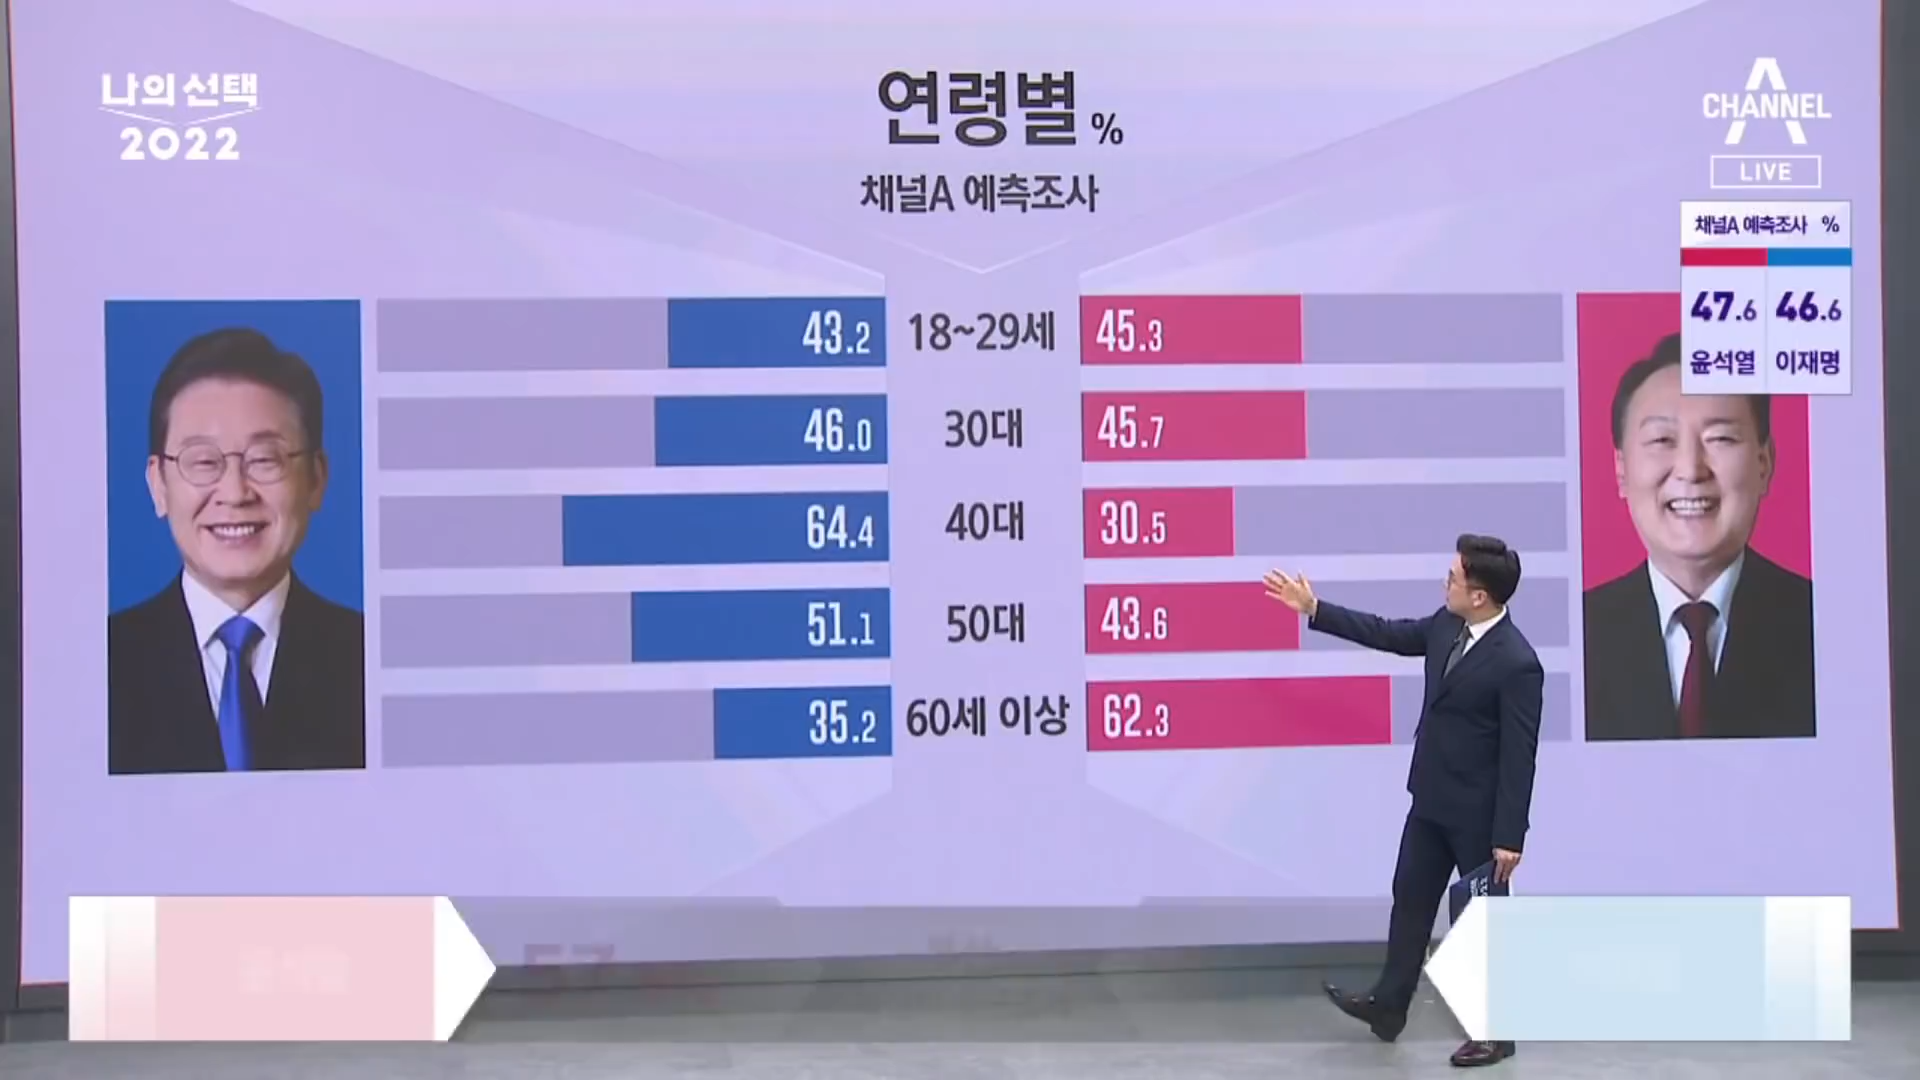 나의 선택
2022
연령별 %
채널A 예측조사
CHANNEL A
LIVE
채널A 예측조사 %
47.6 46.6
윤석열 이재명
43.2 18~29세 45.3
46.0 30대 45.7
64.4 40대 30.5
51.1 50대 43.6
35.2 60세 이상 62.3